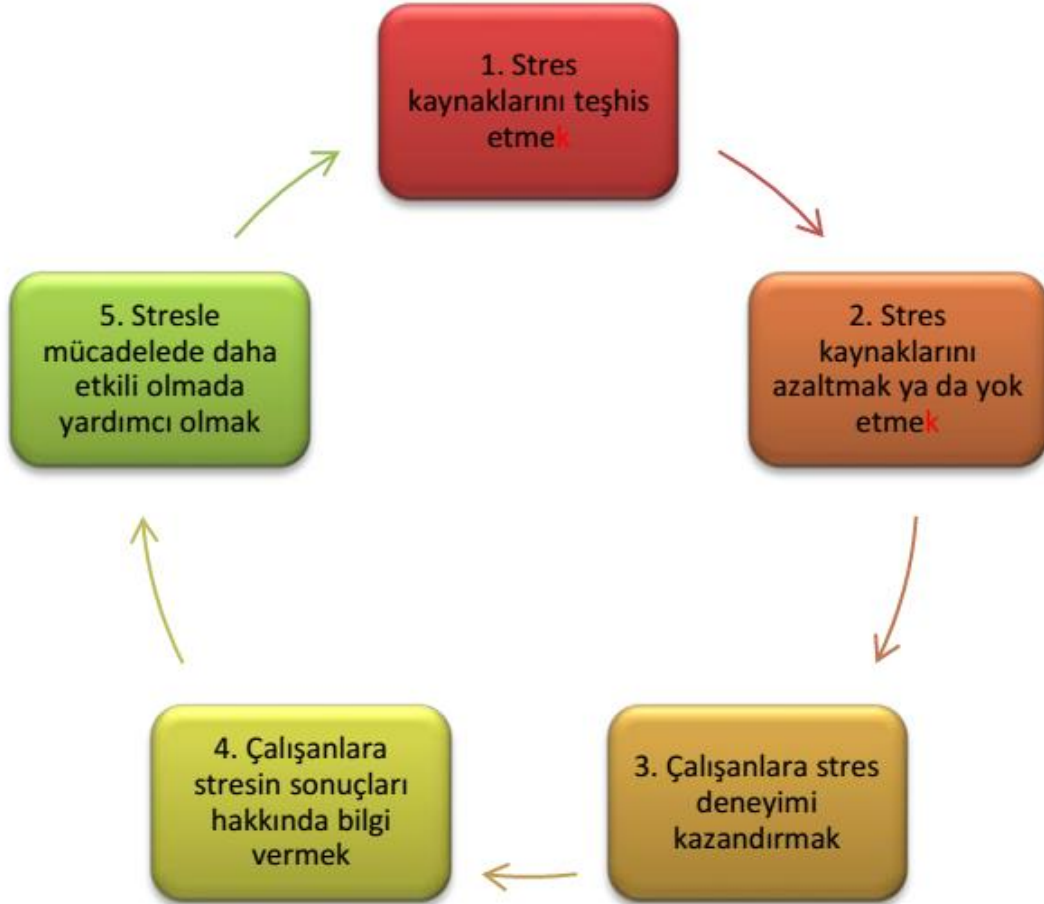 1. Stres
kaynaklarını teşhis
etmek
2. Stres
kaynaklarını
azaltmak ya da yok
etmek
3. Çalışanlara stres
deneyimi
kazandırmak
4. Çalışanlara
stresin sonuçları
hakkında bilgi
vermek
5. Stresle
mücadelede daha
etkili olmada
yardımcı olmak